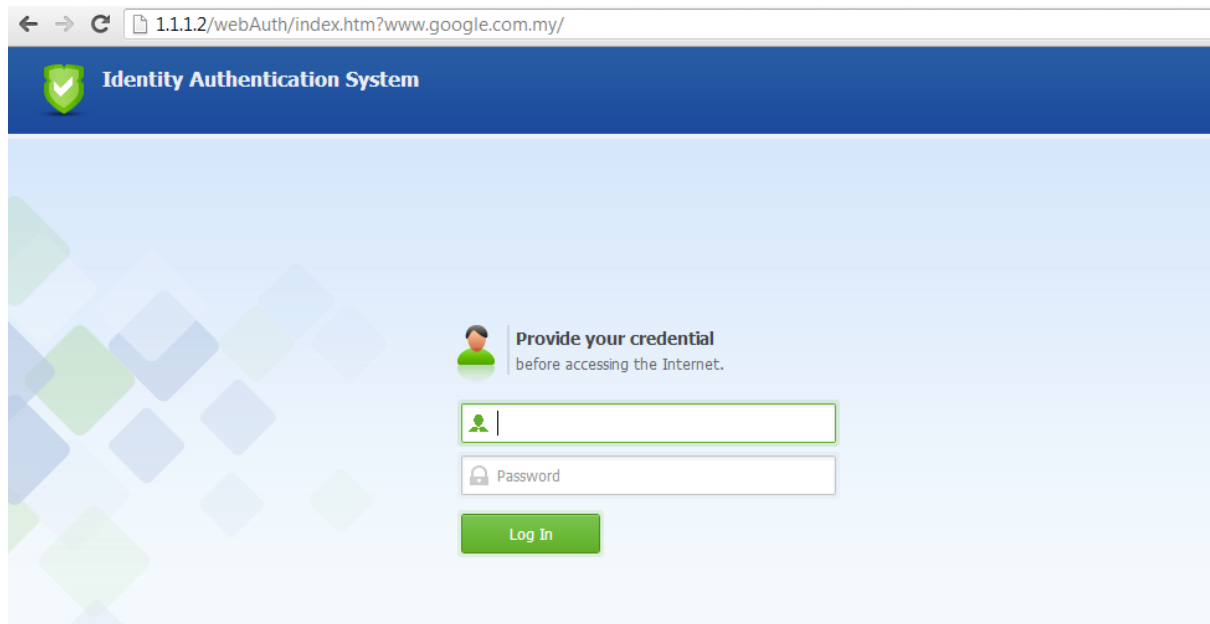 1.1.1.2/webAuth/index.htm?www.google.com.my/
Identity Authentication System
Provide your credential
before accessing the Internet.
Password
Log In